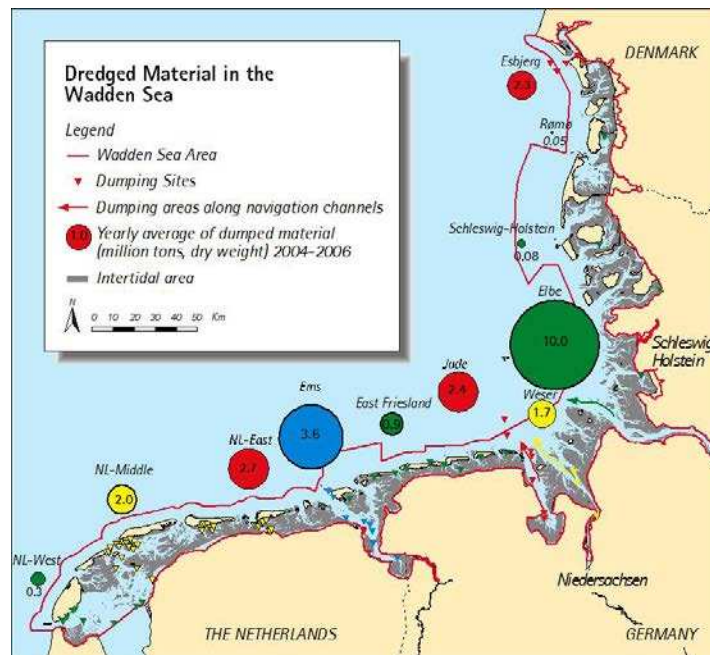 Dredged Material in the
Wadden Sea
Legend
Wadden Sea Area
Dumping Sites
Dumping areas along navigation channels
1.0 Yearly average of dumped material
(million tons, dry weight) 2004-2006
Intertidal area
N
0 10 20 30 40 50 Km
DENMARK
Esbjerg
2.3
Rømø
0.05
Schleswig-Holstein
0,08
Elbe
10.0
Schleswig
Holstein
Jade
2.4
Weser
1.7
Ems
3.6
East Friesland
0.9
NL-East
2.7
NL-Middle
2.0
NL-West
0.3
Niedersachsen
THE NETHERLANDS
GERMANY